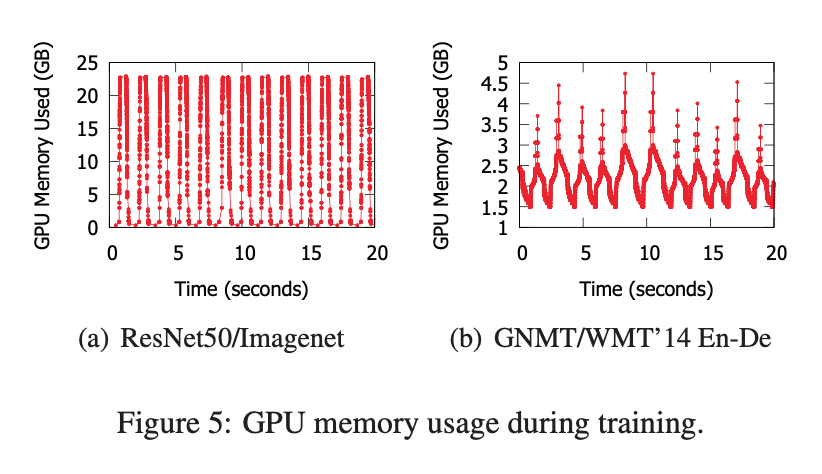 GPU Memory Used (GB)
25
20
15
10
5
0
0 5 10 15 20
Time (seconds)
(a) ResNet50/Imagenet
GPU Memory Used (GB)
5
4.5
4
3.5
3
2.5
2
1.5
1
0 5 10 15 20
Time (seconds)
(b) GNMT/WMT’14 En-De
Figure 5: GPU memory usage during training.